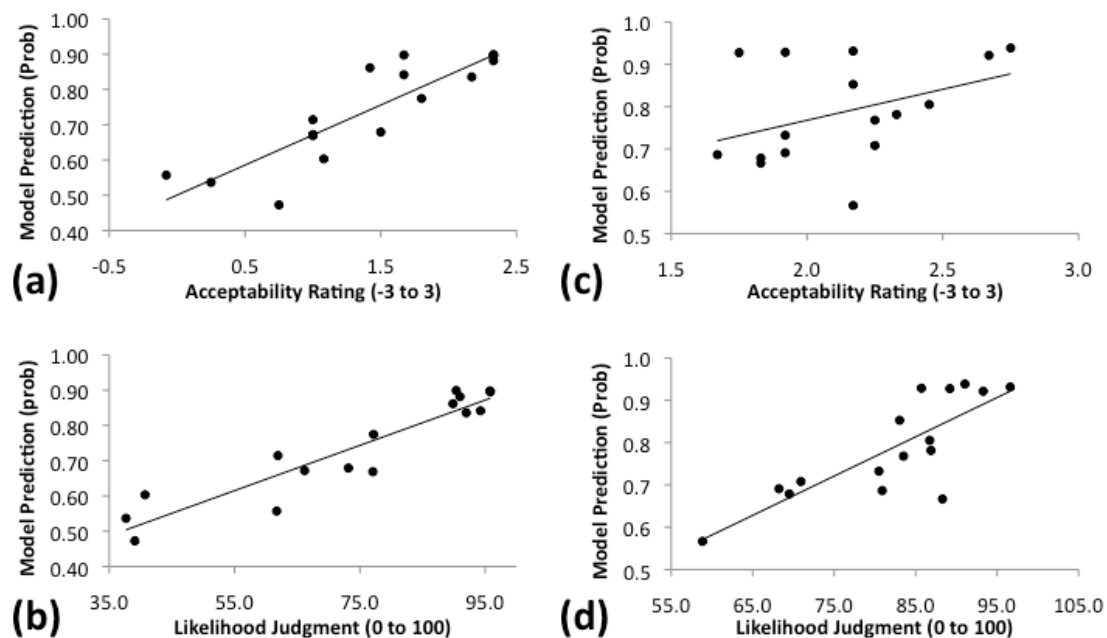 1.00
0.90
0.80
0.70
0.60
0.50
0.40
Model Prediction (Prob)
-0.5 0.5 1.5 2.5
Acceptability Rating (-3 to 3)
(a)
1.0
0.9
0.8
0.7
0.6
0.5
Model Prediction (Prob)
1.5 2.0 2.5 3.0
Acceptability Rating (-3 to 3)
(c)
1.00
0.90
0.80
0.70
0.60
0.50
0.40
Model Prediction (prob)
35.0 55.0 75.0 95.0
Likelihood Judgment (0 to 100)
(b)
1.0
0.9
0.8
0.7
0.6
0.5
Model Prediction (Prob)
55.0 65.0 75.0 85.0 95.0 105.0
Likelihood Judgment (0 to 100)
(d)